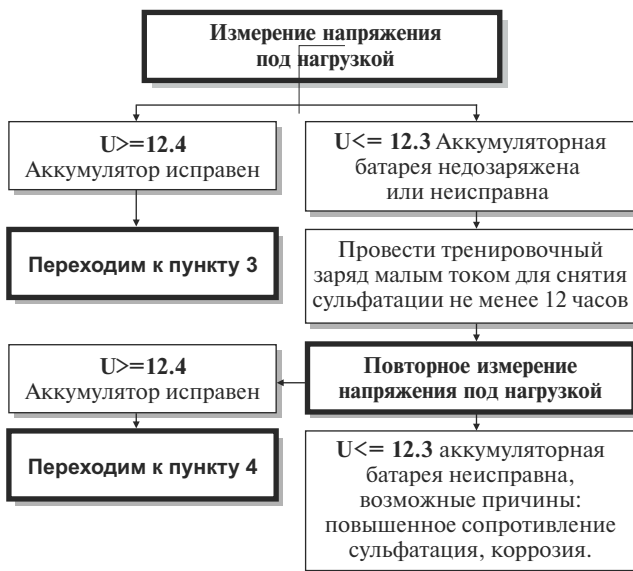 Измерение напряжения
под нагрузкой
U>=12.4
Аккумулятор исправен
Переходим к пункту 3
U<= 12.3 Аккумуляторная
батарея недозаряжена
или неисправна
Провести тренировочный
заряд малым током для снятия
сульфатации не менее 12 часов
Повторное измерение
напряжения под нагрузкой
U>=12.4
Аккумулятор исправен
Переходим к пункту 4
U<= 12.3 аккумуляторная
батарея неисправна,
возможные причины:
повышенное сопротивление
сульфатация, коррозия.